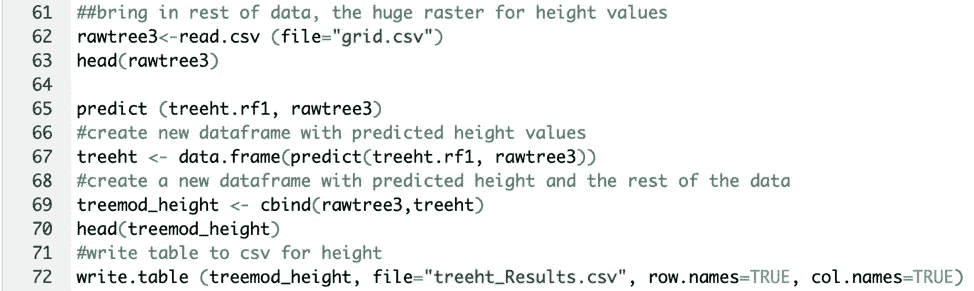 61 ##bring in rest of data, the huge raster for height values
62 rawtree3<-read.csv (file="grid.csv")
63 head(rawtree3)
64
65 predict (treeht.rf1, rawtree3)
66 #create new dataframe with predicted height values
67 treeht <- data.frame(predict(treeht.rf1, rawtree3))
68 #create a new dataframe with predicted height and the rest of the data
69 treemod_height <- cbind(rawtree3,treeht)
70 head(treemod_height)
71 #write table to csv for height
72 write.table (treemod_height, file="treeht_Results.csv", row.names=TRUE, col.names=TRUE)